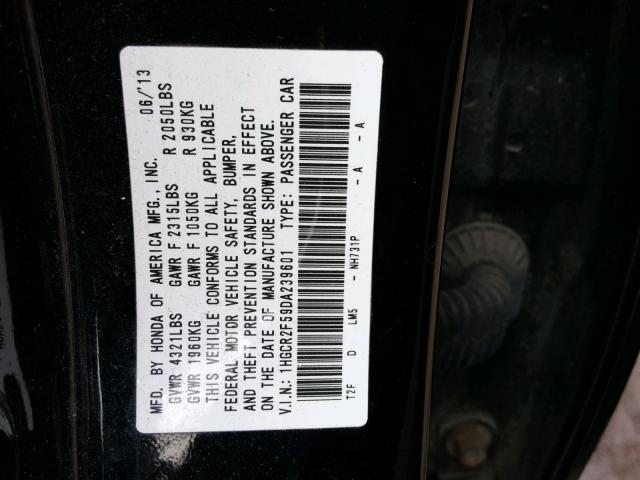 MFD. BY HONDA OF AMERICA MFG., INC. 06/'13
GVWR 4321LBS GAWR F 2315LBS R 2050LBS
GVWR 1960KG GAWR F 1050KG R 930KG
THIS VEHICLE CONFORMS TO ALL APPLICABLE
FEDERAL MOTOR VEHICLE SAFETY, BUMPER,
AND THEFT PREVENTION STANDARDS IN EFFECT
ON THE DATE OF MANUFACTURE SHOWN ABOVE.
V.I.N.: 1HGCR2F59DA239601 TYPE: PASSENGER CAR
T2F D LM5 - NH731P - A - A